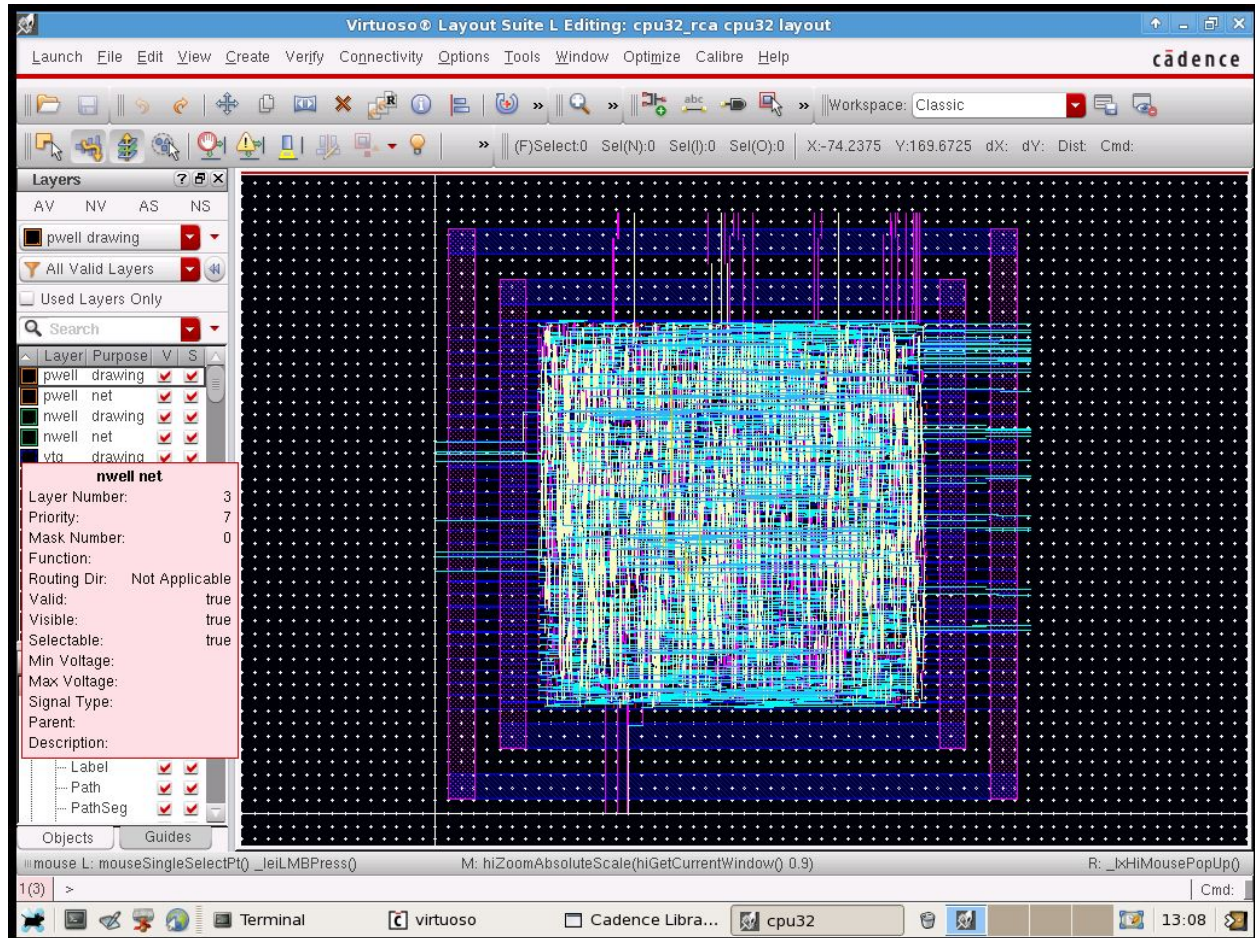 Virtuoso® Layout Suite L Editing: cpu32_rca cpu32 layout
Launch File Edit View Create Verify Connectivity Options Tools Window Optimize Calibre Help
cādence
R
»
»
abc
»
Workspace: Classic
»
(F)Select:0 Sel(N):0 Sel(I):0 Sel(O):0 X:-74.2375 Y:169.6725 dX: dY: Dist: Cmd:
Layers
AV NV AS NS
pwell drawing
All Valid Layers
Used Layers Only
Search
Layer Purpose V S
pwell drawing
pwell net
nwell drawing
nwell net
vtg drawing
nwell net
Layer Number: 3
Priority: 7
Mask Number: 0
Function:
Routing Dir: Not Applicable
Valid: true
Visible: true
Selectable: true
Min Voltage:
Max Voltage:
Signal Type:
Parent:
Description:
Label
Path
PathSeg
Objects Guides
mouse L: mouseSingleSelectPt() _leiLMBPress() M: hiZoomAbsoluteScale(hiGetCurrentWindow() 0.9) R: _lxHiMousePopUp()
1(3) > Cmd:
Terminal virtuoso Cadence Libra... cpu32 13:08